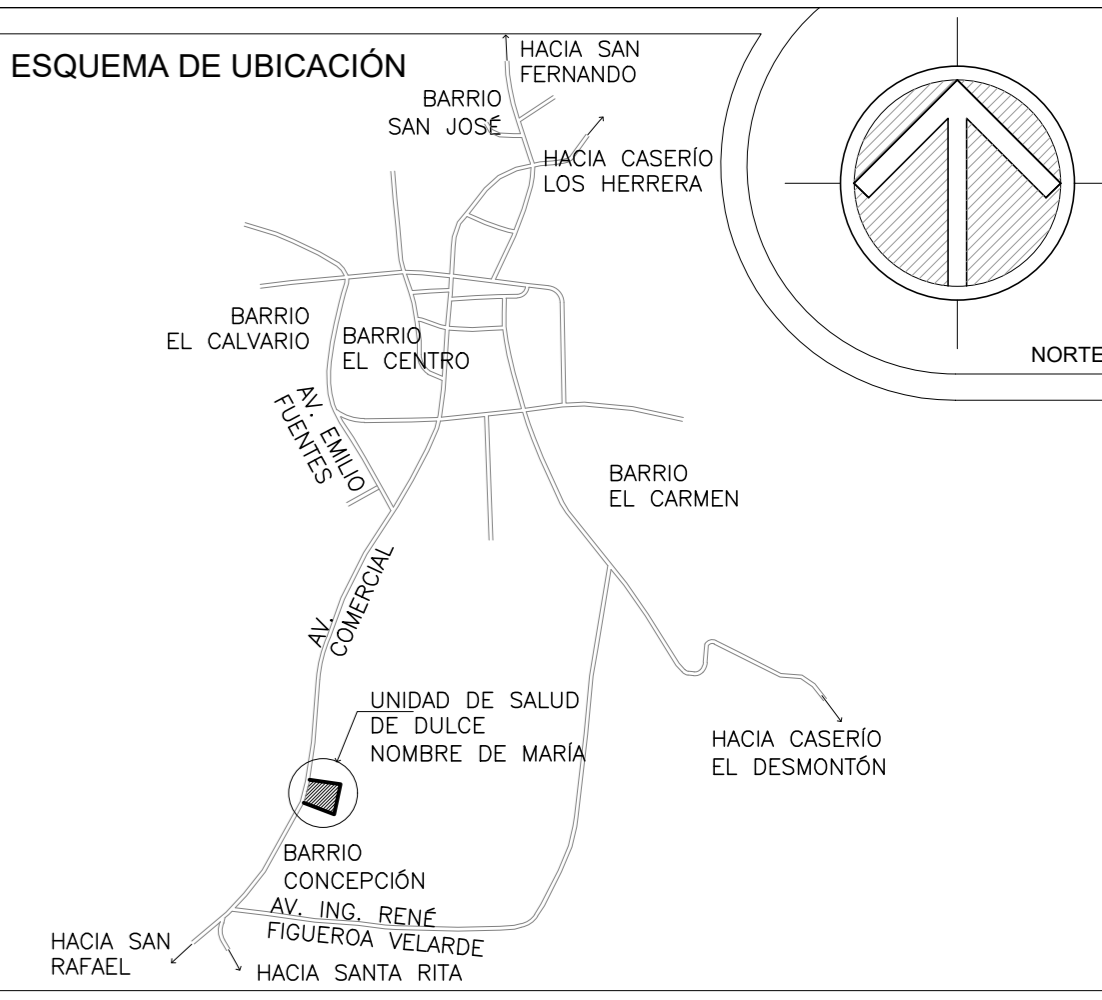 ESQUEMA DE UBICACIÓN
HACIA SAN
FERNANDO
BARRIO
SAN JOSÉ
HACIA CASERÍO
LOS HERRERA
NORTE
BARRIO
EL CALVARIO
BARRIO
EL CENTRO
AV. EMILIO
FUENTES
BARRIO
EL CARMEN
AV.
COMERCIAL
UNIDAD DE SALUD
DE DULCE
NOMBRE DE MARÍA
HACIA CASERÍO
EL DESMONTÓN
BARRIO
CONCEPCIÓN
AV. ING. RENÉ
FIGUEROA VELARDE
HACIA SAN
RAFAEL
HACIA SANTA RITA